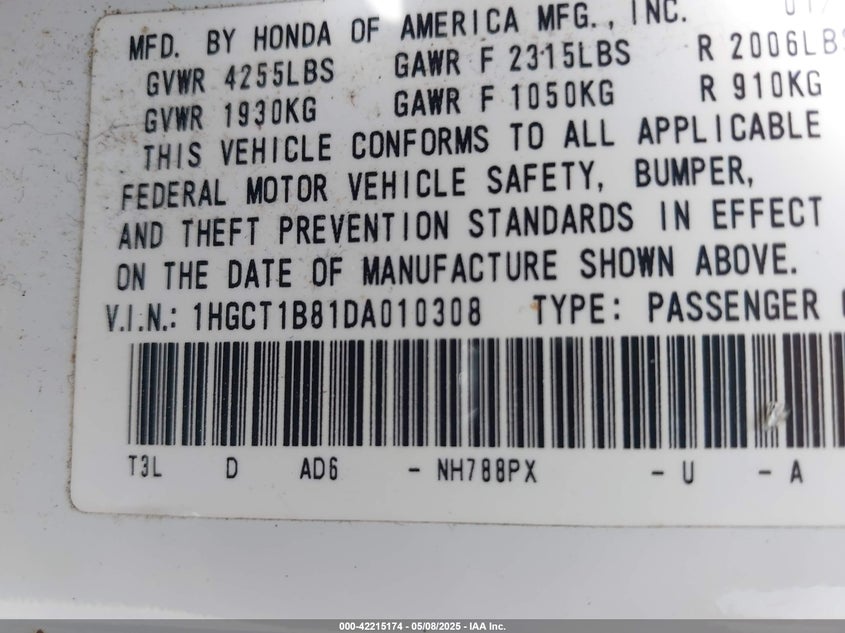 MFD. BY HONDA OF AMERICA MFG., INC.
GVWR 4255LBS GAWR F 2315LBS R 2006LBS
GVWR 1930KG GAWR F 1050KG R 910KG
THIS VEHICLE CONFORMS TO ALL APPLICABLE
FEDERAL MOTOR VEHICLE SAFETY, BUMPER,
AND THEFT PREVENTION STANDARDS IN EFFECT
ON THE DATE OF MANUFACTURE SHOWN ABOVE.
V.I.N.: 1HGCT1B81DA010308 TYPE: PASSENGER
T3L D AD6 - NH788PX - U - A
000-42215174 - 05/08/2025 - IAA Inc.